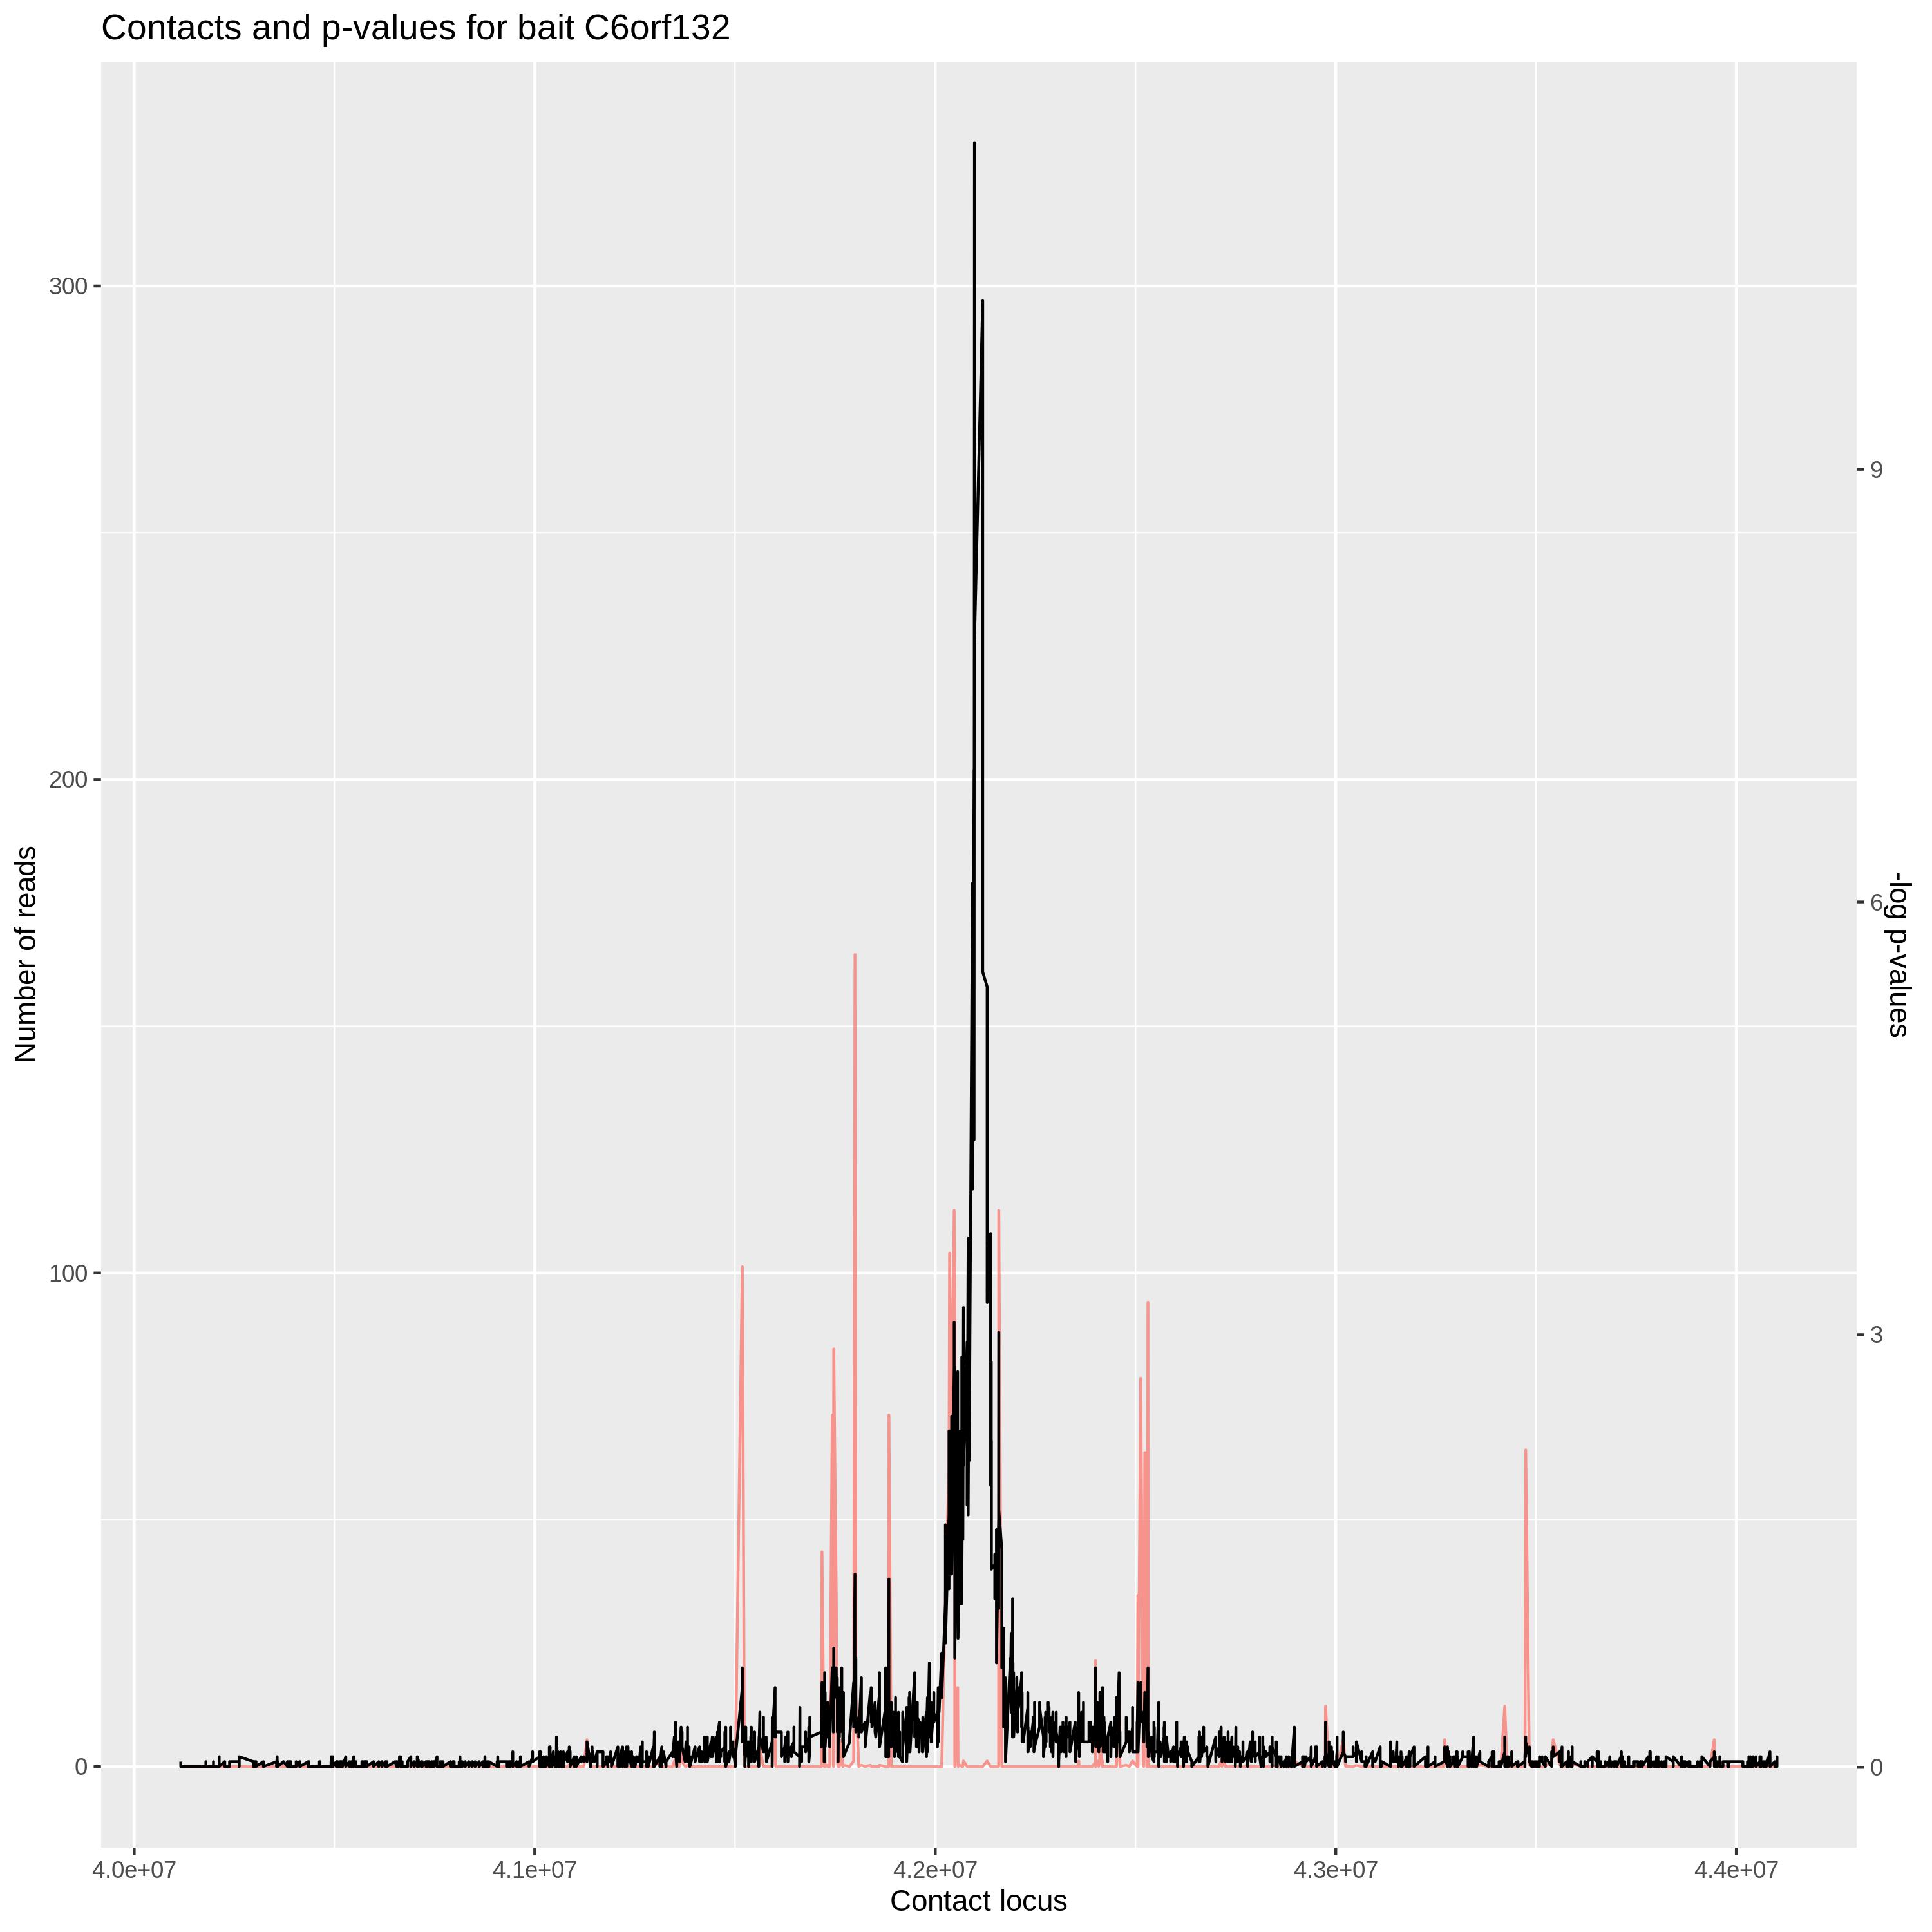 Contacts and p-values for bait C6orf132
300
200
100
0
Number of reads
9
6
3
0
-log p-values
4.0e+07
4.1e+07
4.2e+07
4.3e+07
4.4e+07
Contact locus